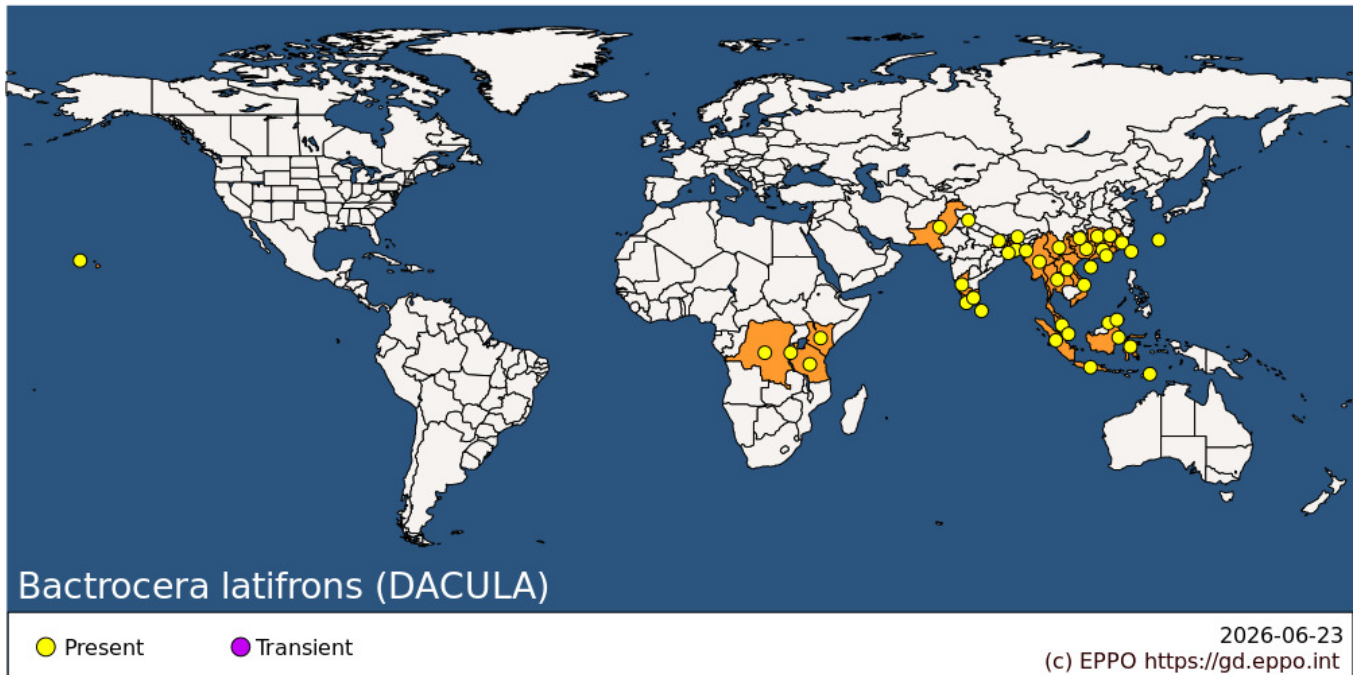 Bactrocera latifrons (DACULA)
Present
Transient
2026-06-23
(c) EPPO https://gd.eppo.int